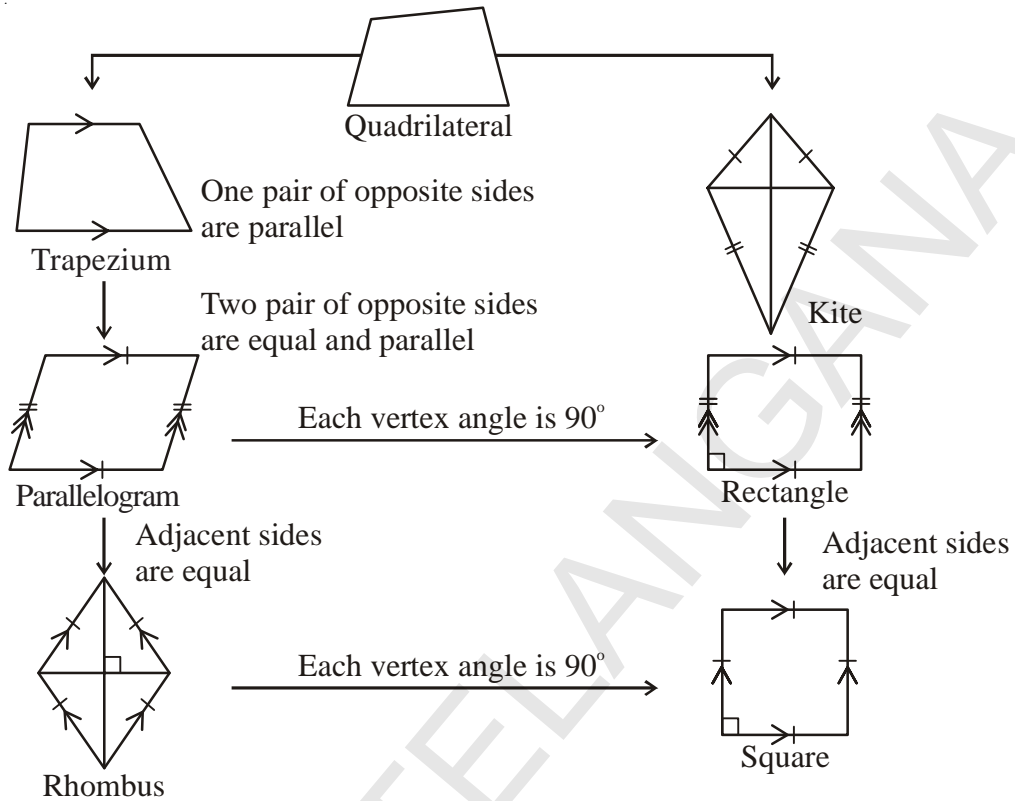 Quadrilateral
One pair of opposite sides
are parallel
Trapezium
Two pair of opposite sides
are equal and parallel
Kite
Each vertex angle is 90°
Parallelogram
Rectangle
Adjacent sides
are equal
Adjacent sides
are equal
Each vertex angle is 90°
Rhombus
Square
TELANGANA